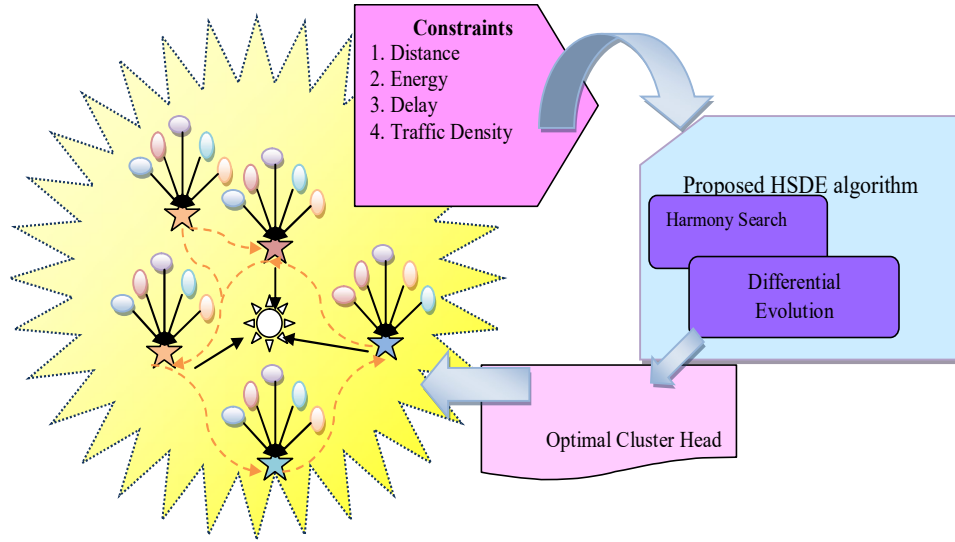 Constraints
1. Distance
2. Energy
3. Delay
4. Traffic Density
Proposed HSDE algorithm
Harmony Search
Differential
Evolution
Optimal Cluster Head